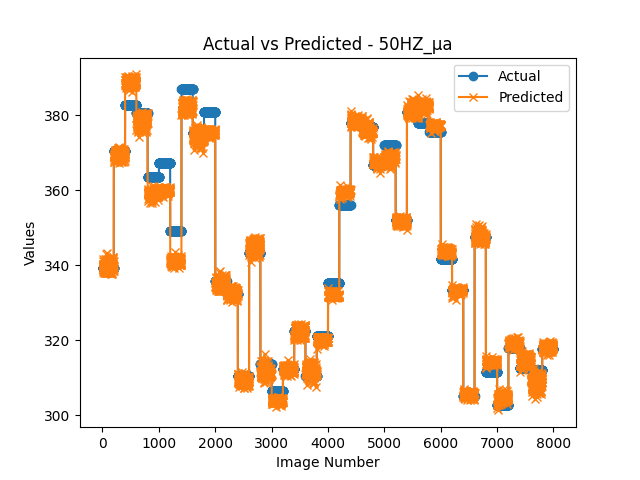 Actual vs Predicted - 50HZ_μa
Actual
Predicted
Values
380
360
340
320
300
0 1000 2000 3000 4000 5000 6000 7000 8000
Image Number